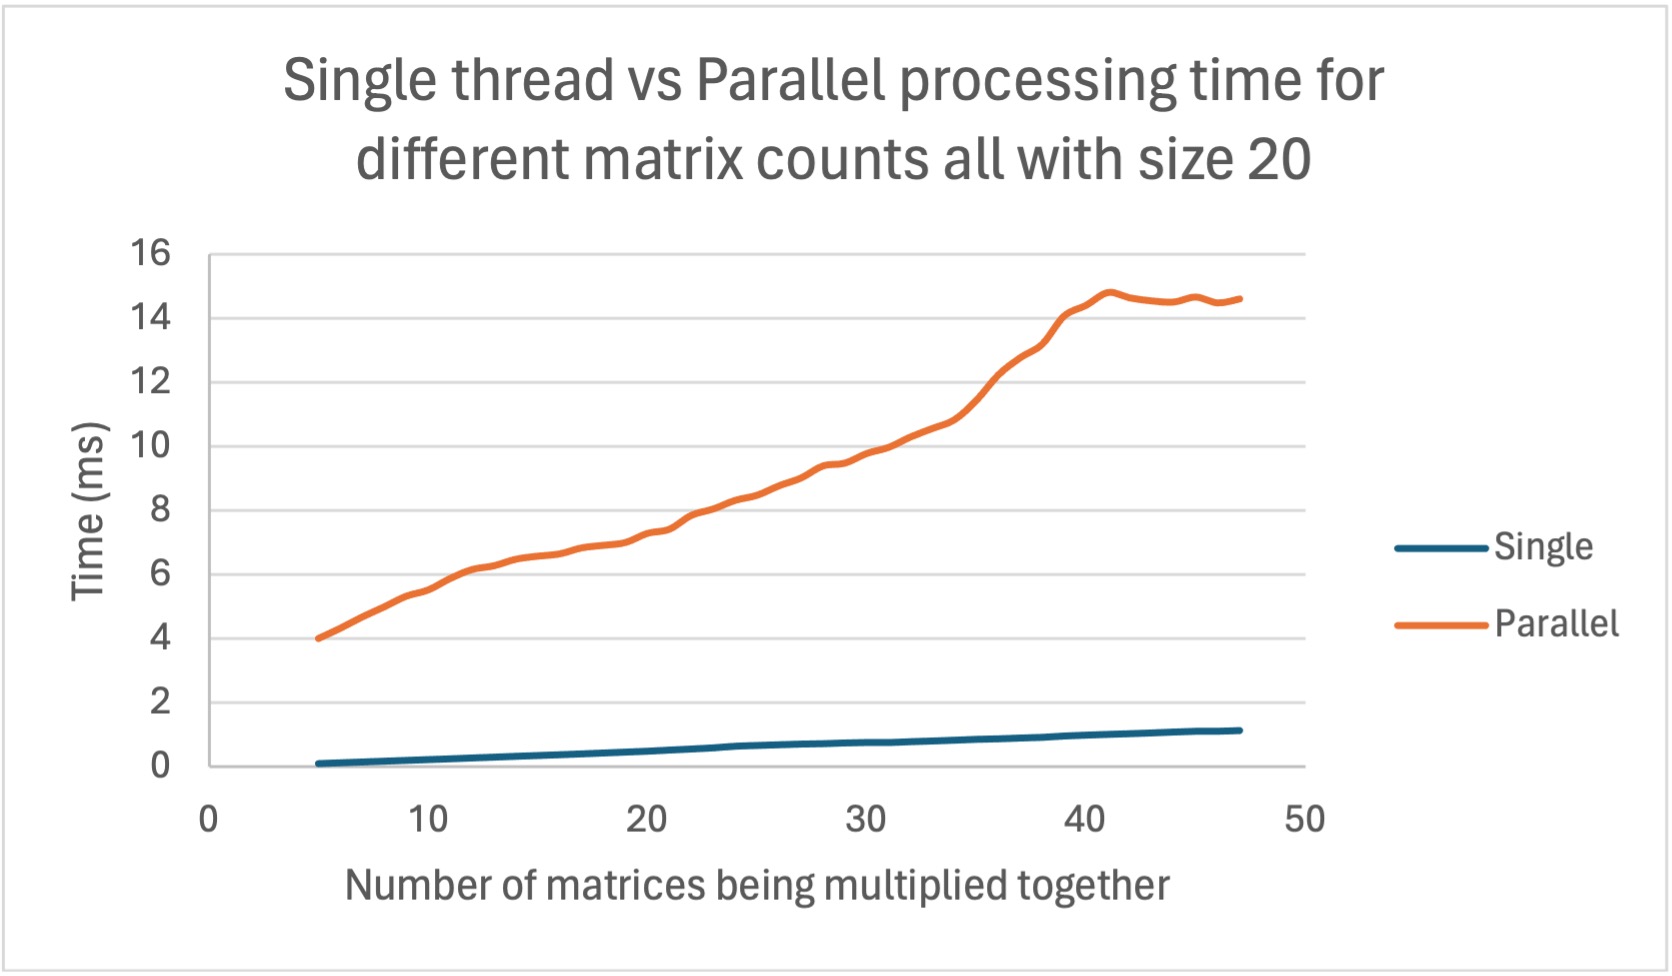 Single thread vs Parallel processing time for
different matrix counts all with size 20
16
14
12
10
8
6
4
2
0
Time (ms)
0 10 20 30 40 50
Number of matrices being multiplied together
Single
Parallel